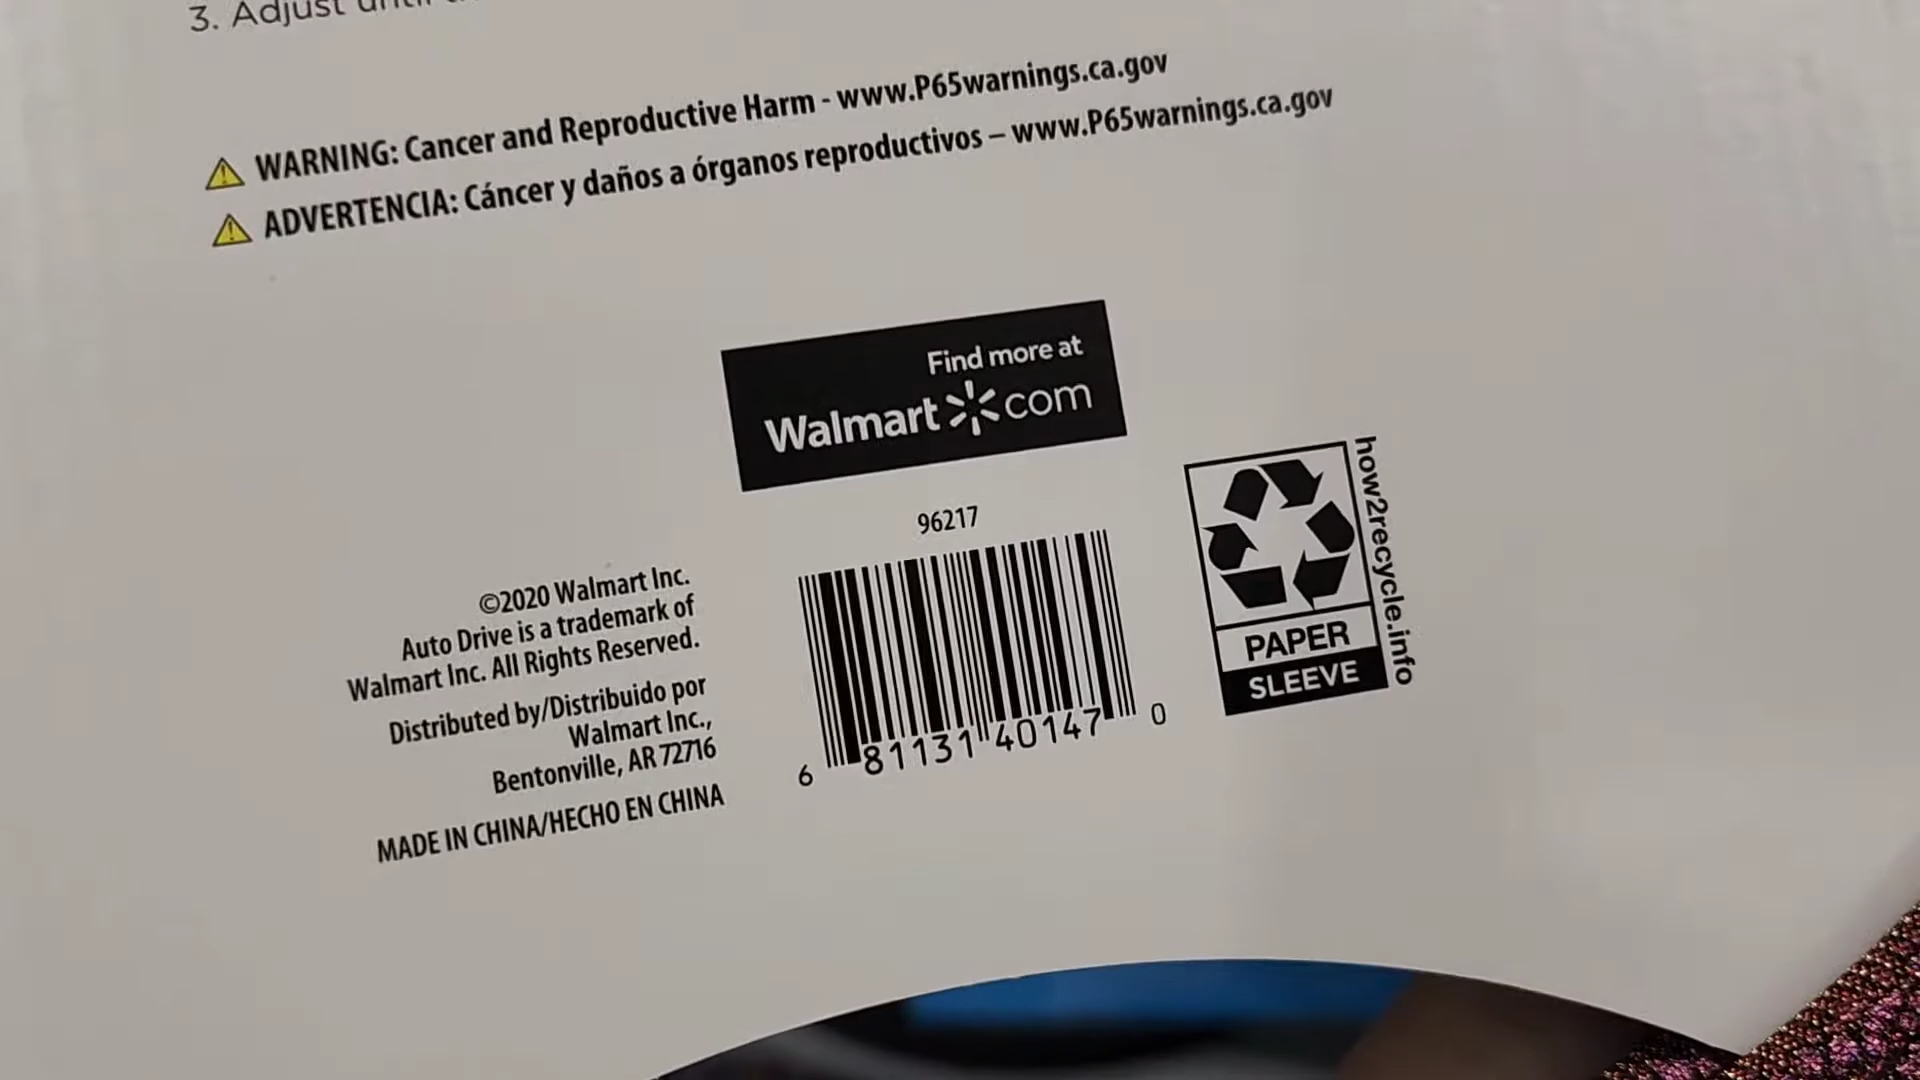 3. Adjust until
WARNING: Cancer and Reproductive Harm - www.P65warnings.ca.gov
ADVERTENCIA: Cáncer y daños a órganos reproductivos – www.P65warnings.ca.gov
Find more at
Walmart com
96217
©2020 Walmart Inc.
Auto Drive is a trademark of
Walmart Inc. All Rights Reserved.
Distributed by/Distribuido por
Walmart Inc.,
Bentonville, AR 72716
MADE IN CHINA/HECHO EN CHINA
6 81131 40147 0
PAPER
SLEEVE
how2recycle.info